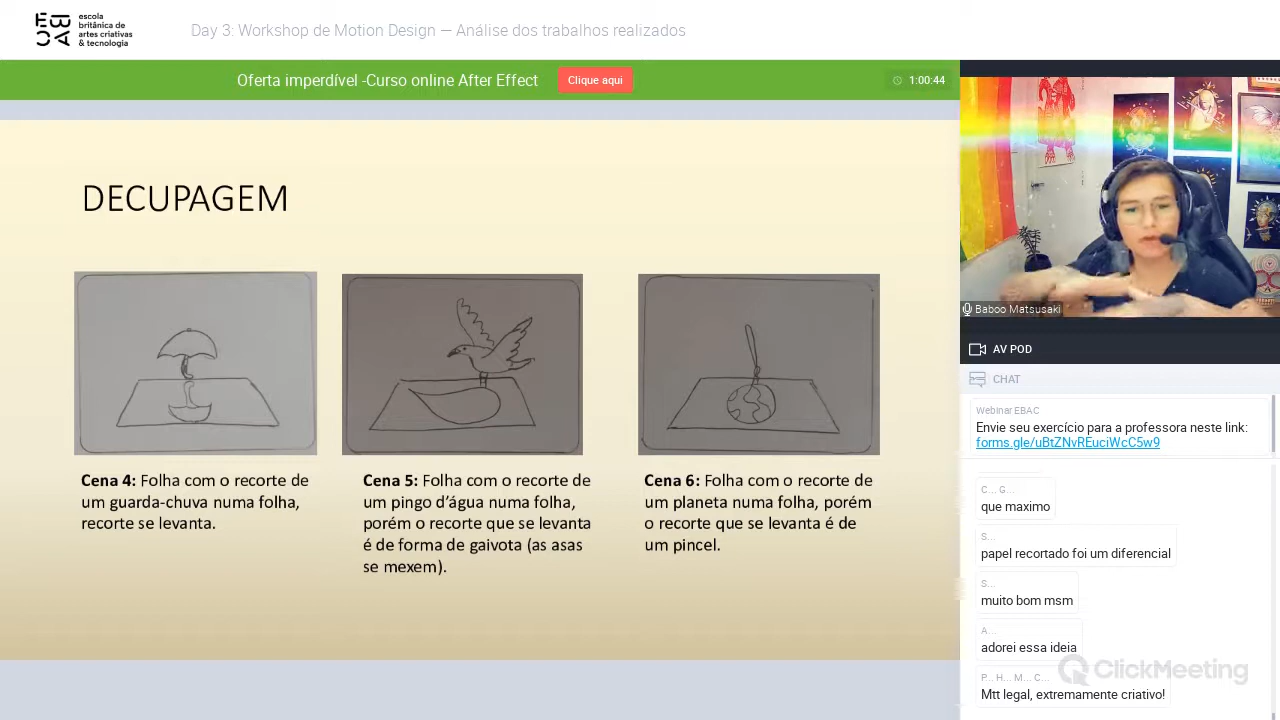 EBAC
escola
britânica de
artes criativas
& tecnologia
Day 3: Workshop de Motion Design — Análise dos trabalhos realizados
Oferta imperdível -Curso online After Effect
Clique aqui
1:00:44
DECUPAGEM
Cena 4: Folha com o recorte de
um guarda-chuva numa folha,
recorte se levanta.
Cena 5: Folha com o recorte de
um pingo d'água numa folha,
porém o recorte que se levanta
é de forma de gaivota (as asas
se mexem).
Cena 6: Folha com o recorte de
um planeta numa folha, porém
o recorte que se levanta é de
um pincel.
Baboo Matsusaki
AV POD
CHAT
Webinar EBAC
Envie seu exercício para a professora neste link:
forms.gle/uBtZNvREuciWcC5w9
C... G...
que maximo
S...
papel recortado foi um diferencial
S...
muito bom msm
A...
adorei essa ideia
P... H... M... C...
Mtt legal, extremamente criativo!
ClickMeeting